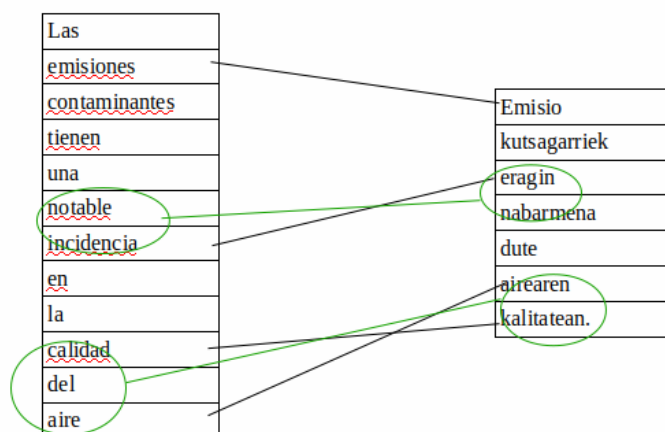 Las
emisiones
contaminantes
tienen
una
notable
incidencia
en
la
calidad
del
aire
Emisio
kutsagarriek
eragin
nabarmena
dute
airearen
kalitatean.